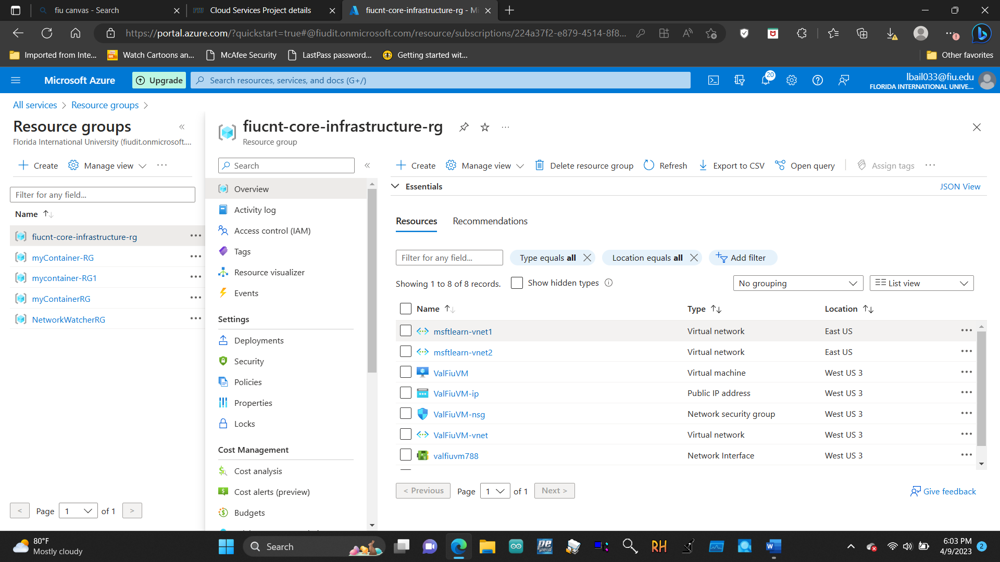 fiu canvas - Search
FIU Cloud Services Project details
fiucnt-core-infrastructure-rg - Mi
https://portal.azure.com/?quickstart=true#@fiudit.onmicrosoft.com/resource/subscriptions/224a37f2-e879-4514-8f8...
Imported from Inte...
Watch Cartoons an...
McAfee Security
LastPass password...
Getting started wit...
Other favorites
Microsoft Azure
Upgrade
Search resources, services, and docs (G+/)
20
lbail033@fiu.edu
FLORIDA INTERNATIONAL UNIVE...
All services > Resource groups >
Resource groups
Florida International University (fiudit.onmicrosoft....
Create
Manage view
Filter for any field...
Name
fiucnt-core-infrastructure-rg
myContainer-RG
mycontainer-RG1
myContainerRG
NetworkWatcherRG
< Page 1 of 1 >
fiucnt-core-infrastructure-rg
Resource group
Search
Overview
Activity log
Access control (IAM)
Tags
Resource visualizer
Events
Settings
Deployments
Security
Policies
Properties
Locks
Cost Management
Cost analysis
Cost alerts (preview)
Budgets
Create
Manage view
Delete resource group
Refresh
Export to CSV
Open query
Assign tags
Essentials
JSON View
Resources
Recommendations
Filter for any field...
Type equals all
Location equals all
Add filter
Showing 1 to 8 of 8 records.
Show hidden types
No grouping
List view
Name Type Location
msftlearn-vnet1 Virtual network East US
msftlearn-vnet2 Virtual network East US
ValFiuVM Virtual machine West US 3
ValFiuVM-ip Public IP address West US 3
ValFiuVM-nsg Network security group West US 3
ValFiuVM-vnet Virtual network West US 3
valfiuvm788 Network Interface West US 3
< Previous Page 1 of 1 Next >
Give feedback
80°F
Mostly cloudy
Search
RH
6:03 PM
4/9/2023
2